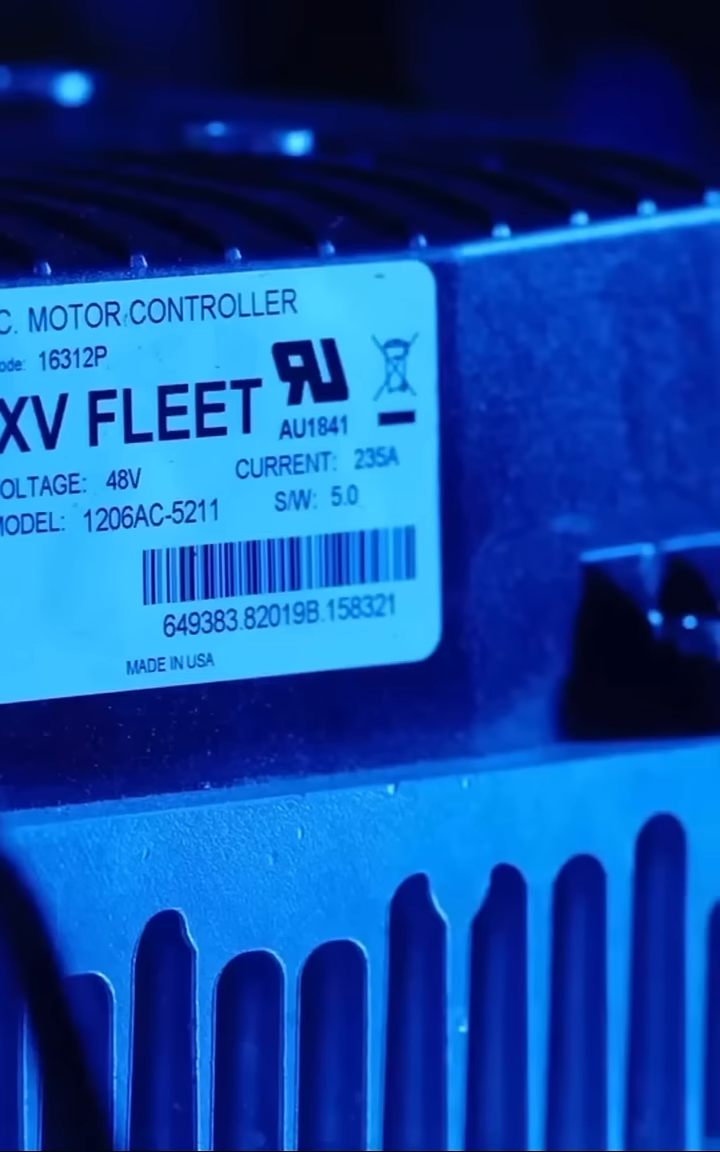 C. MOTOR CONTROLLER
ode: 16312P
XV FLEET
AU1841
OLTAGE: 48V CURRENT: 235A
MODEL: 1206AC-5211 S/W: 5.0
649383.82019B.158321
MADE IN USA